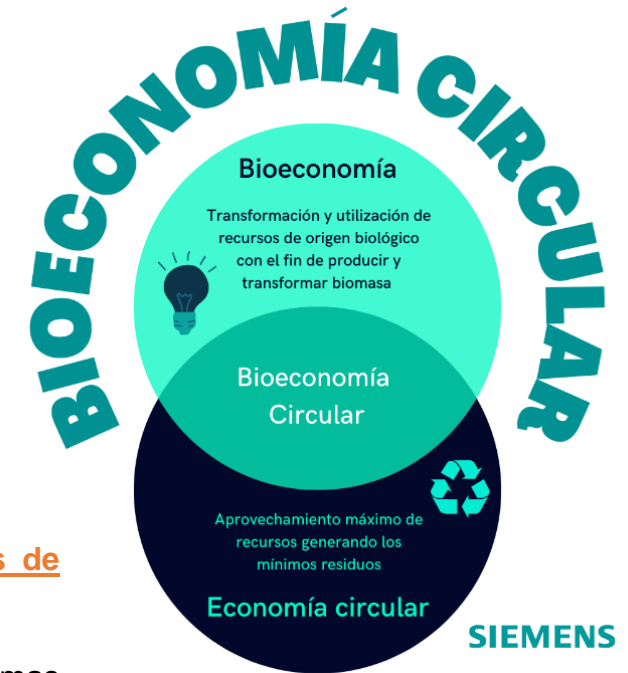 BIOECONOMÍA CIRCULAR
Bioeconomía
Transformación y utilización de
recursos de origen biológico
con el fin de producir y
transformar biomasa
Bioeconomía
Circular
Aprovechamiento máximo de
recursos generando los
mínimos residuos
Economía circular
de
SIEMENS